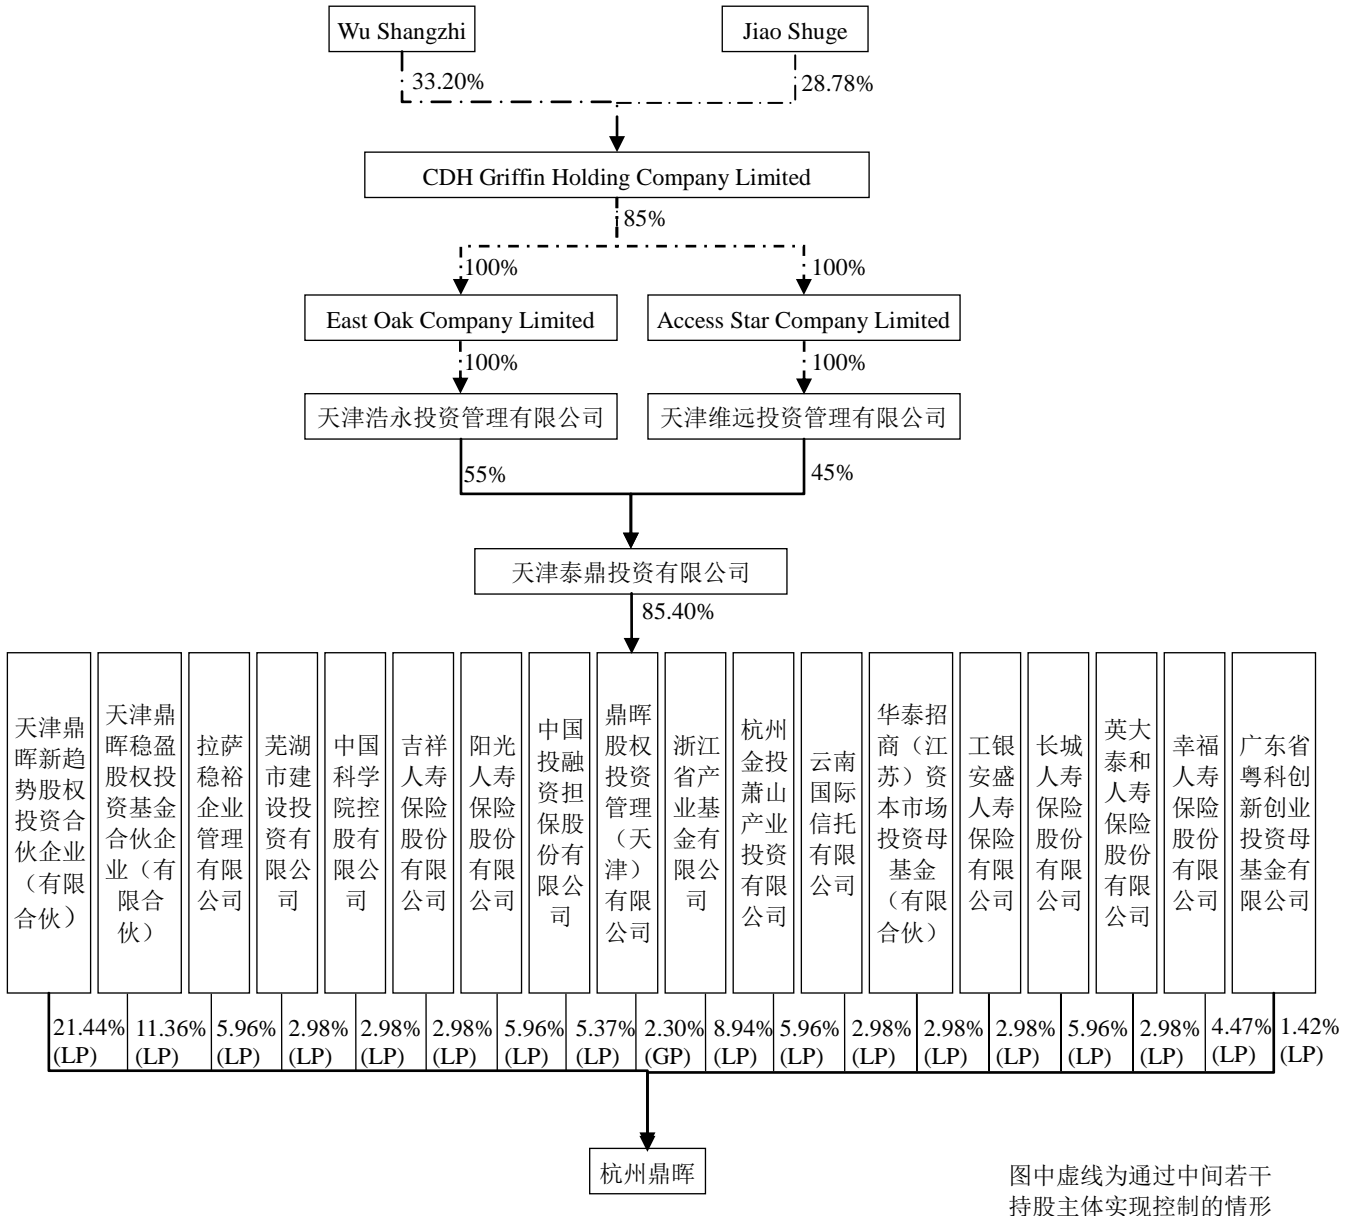 Wu Shangzhi
Jiao Shuge
33.20%
28.78%
CDH Griffin Holding Company Limited
85%
100%
100%
East Oak Company Limited
Access Star Company Limited
100%
100%
天津浩永投资管理有限公司
天津维远投资管理有限公司
55%
45%
天津泰鼎投资有限公司
85.40%
天津鼎
晖新趋
势股权
投资合
伙企业
（有限
合伙）
天津鼎
晖稳盈
股权投
资基金
合伙企
业（有
限合
伙）
拉萨
稳裕
企业
管理
有限
公司
芜湖
市建
设投
资有
限公
司
中国
科学
院控
股有
限公
司
吉祥
人寿
保险
股份
有限
公司
阳光
人寿
保险
股份
有限
公司
中国
投融
资担
保股
份有
限公
司
鼎晖
股权
投资
管理
（天
津）
有限
公司
浙江
省产
业基
金有
限公
司
杭州
金投
萧山
产业
投资
有限
公司
云南
国际
信托
有限
公司
华泰招
商（江
苏）资
本市场
投资母
基金
（有限
合伙）
工银
安盛
人寿
保险
有限
公司
长城
人寿
保险
股份
有限
公司
英大
泰和
人寿
保险
股份
有限
公司
幸福
人寿
保险
股份
有限
公司
广东省
粤科创
新创业
投资母
基金有
限公司
21.44%
(LP)
11.36%
(LP)
5.96%
(LP)
2.98%
(LP)
2.98%
(LP)
2.98%
(LP)
5.96%
(LP)
5.37%
(LP)
2.30%
(GP)
8.94%
(LP)
5.96%
(LP)
2.98%
(LP)
2.98%
(LP)
2.98%
(LP)
5.96%
(LP)
2.98%
(LP)
4.47%
(LP)
1.42%
(LP)
杭州鼎晖
图中虚线为通过中间若干
持股主体实现控制的情形